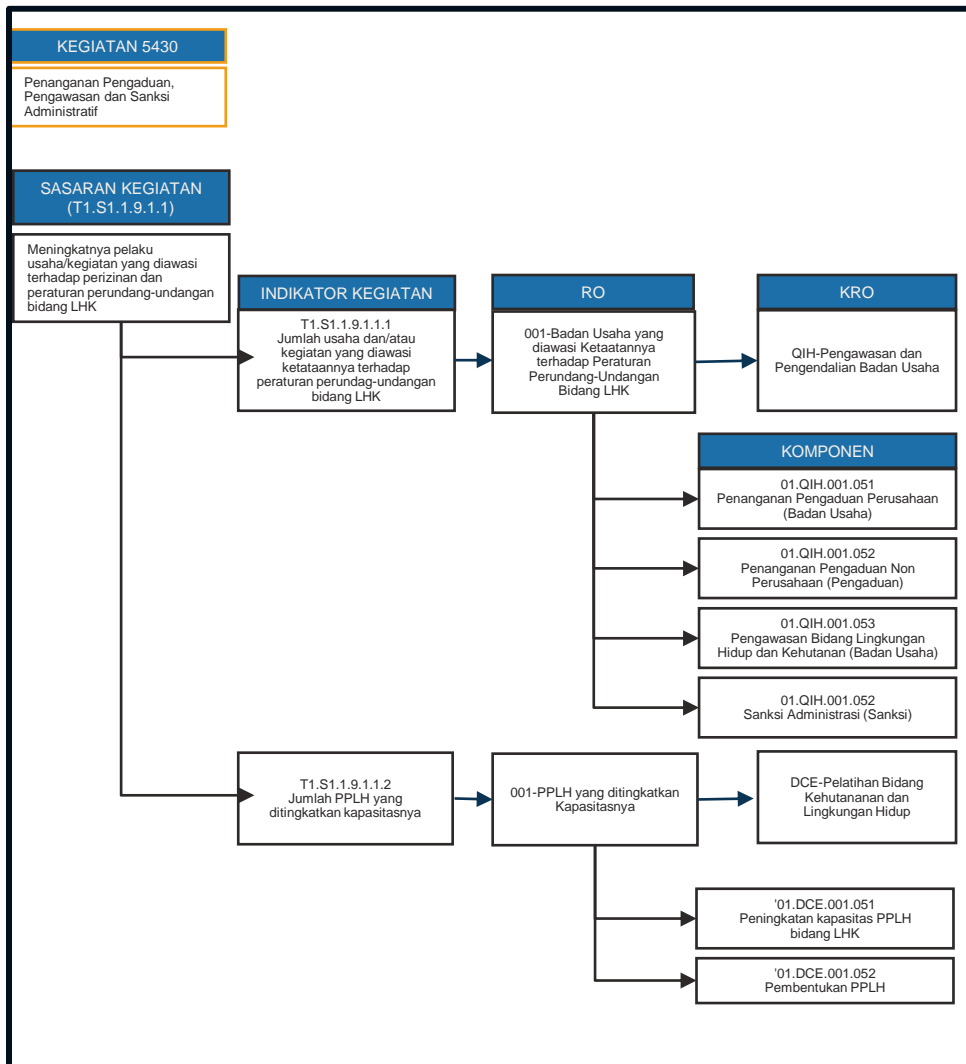 KEGIATAN 5430
Penanganan Pengaduan,
Pengawasan dan Sanksi
Administratif
SASARAN KEGIATAN
(T1.S1.1.9.1.1)
Meningkatnya pelaku
usaha/kegiatan yang diawasi
terhadap perizinan dan
peraturan perundang-undangan
bidang LHK
INDIKATOR KEGIATAN
T1.S1.1.9.1.1.1
Jumlah usaha dan/atau
kegiatan yang diawasi
ketataannya terhadap
peraturan perundag-undangan
bidang LHK
RO
001-Badan Usaha yang
diawasi Ketaatannya
terhadap Peraturan
Perundang-Undangan
Bidang LHK
KRO
QIH-Pengawasan dan
Pengendalian Badan Usaha
KOMPONEN
01.QIH.001.051
Penanganan Pengaduan Perusahaan
(Badan Usaha)
01.QIH.001.052
Penanganan Pengaduan Non
Perusahaan (Pengaduan)
01.QIH.001.053
Pengawasan Bidang Lingkungan
Hidup dan Kehutanan (Badan Usaha)
01.QIH.001.052
Sanksi Administrasi (Sanksi)
T1.S1.1.9.1.1.2
Jumlah PPLH yang
ditingkatkan kapasitasnya
001-PPLH yang ditingkatkan
Kapasitasnya
DCE-Pelatihan Bidang
Kehutananan dan
Lingkungan Hidup
'01.DCE.001.051
Peningkatan kapasitas PPLH
bidang LHK
'01.DCE.001.052
Pembentukan PPLH